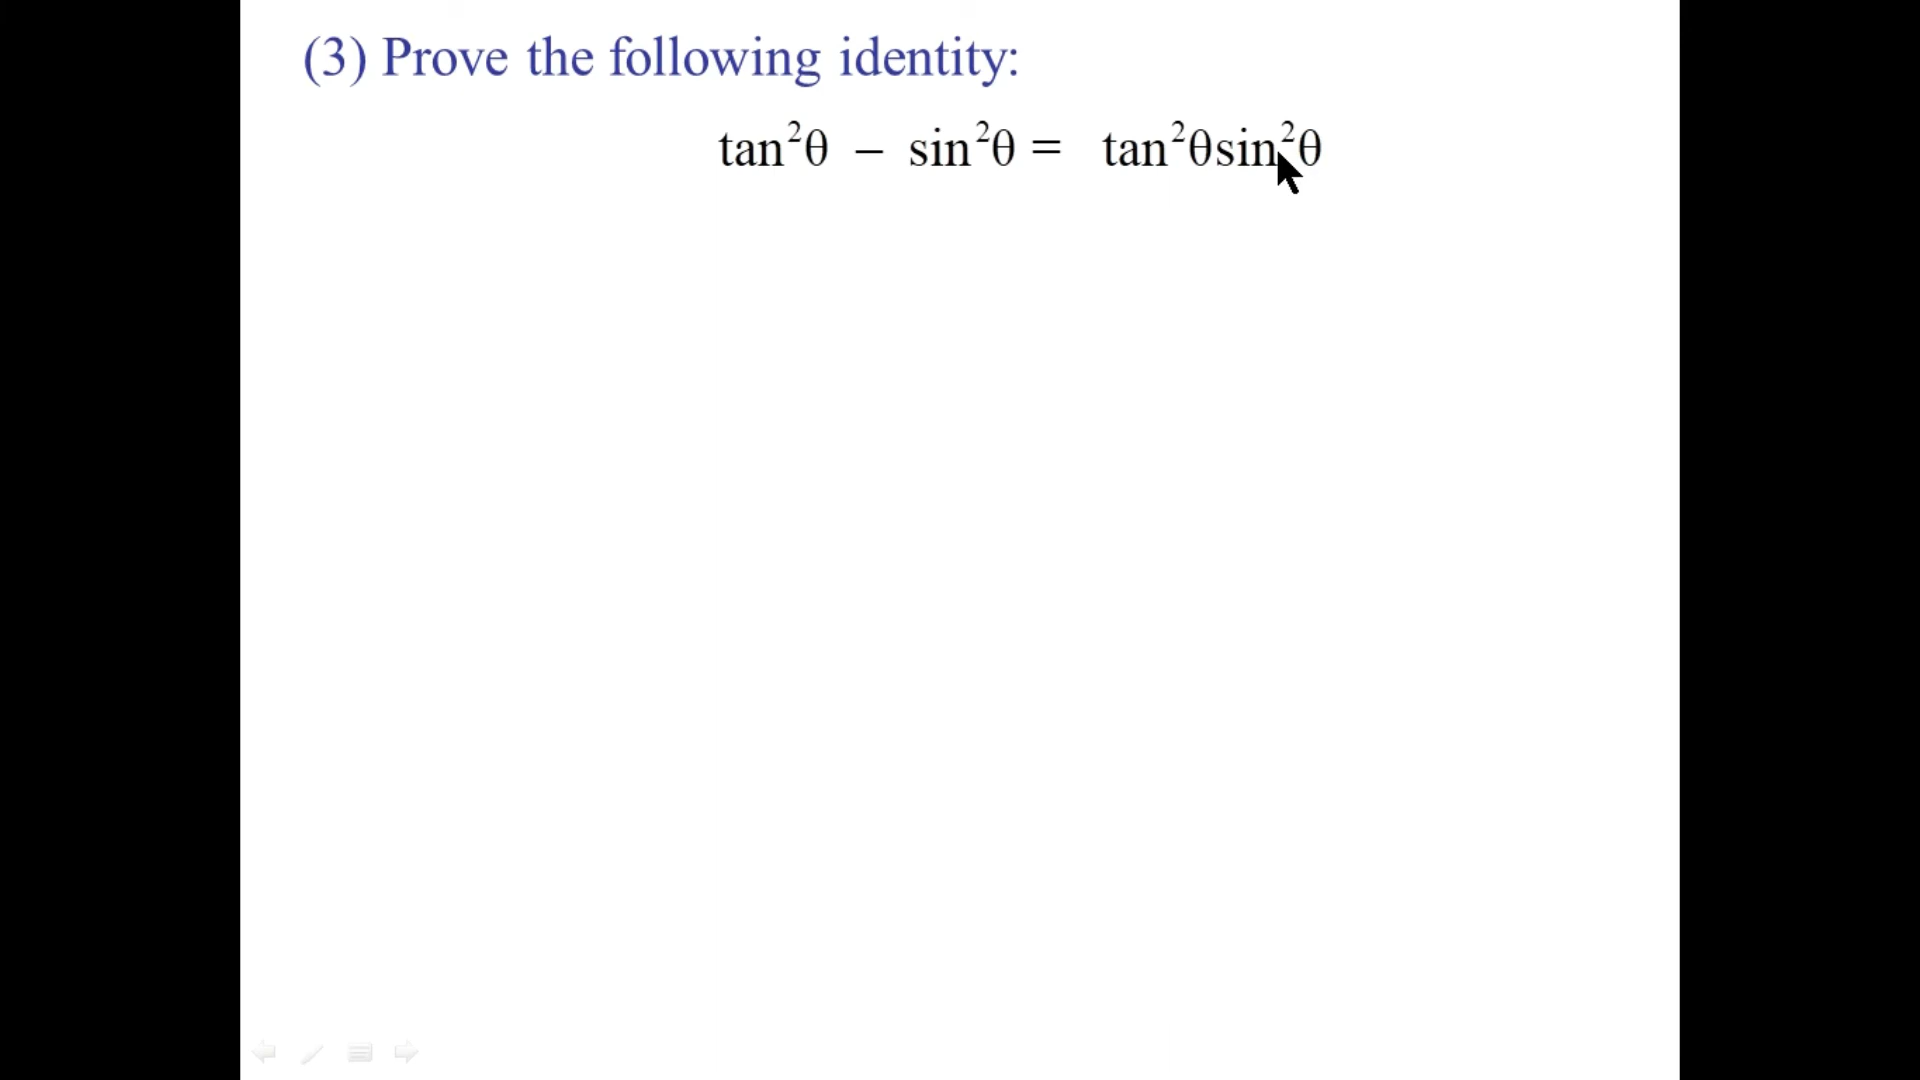 (3) Prove the following identity:
tan²θ – sin²θ = tan²θsin²θ